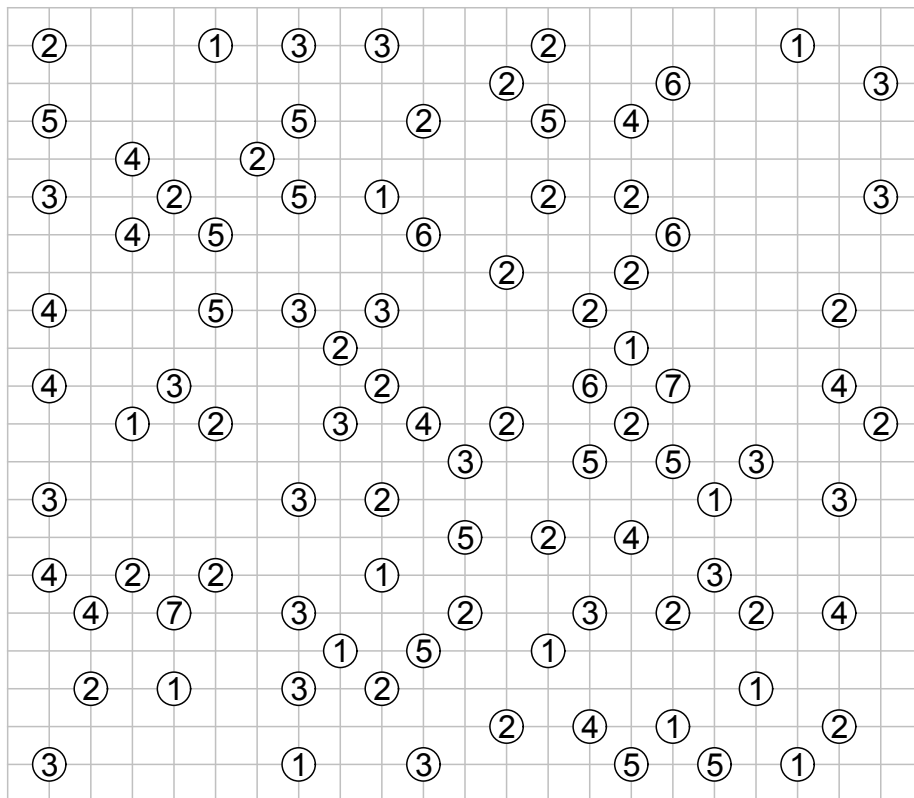 2 1 3 3 2 1
2 6 3
5 5 2 5 4
4 2
3 2 5 1 2 2 3
4 5 6 6
2 2
4 5 3 3 2 2
2 1
4 3 2 6 7 4
1 2 3 4 2 2 2
3 5 5 3
3 3 2 1 3
5 2 4
4 2 2 1 3
4 7 3 2 3 2 2 4
1 5 1
2 1 3 2 1
2 4 1 2
3 1 3 5 5 1